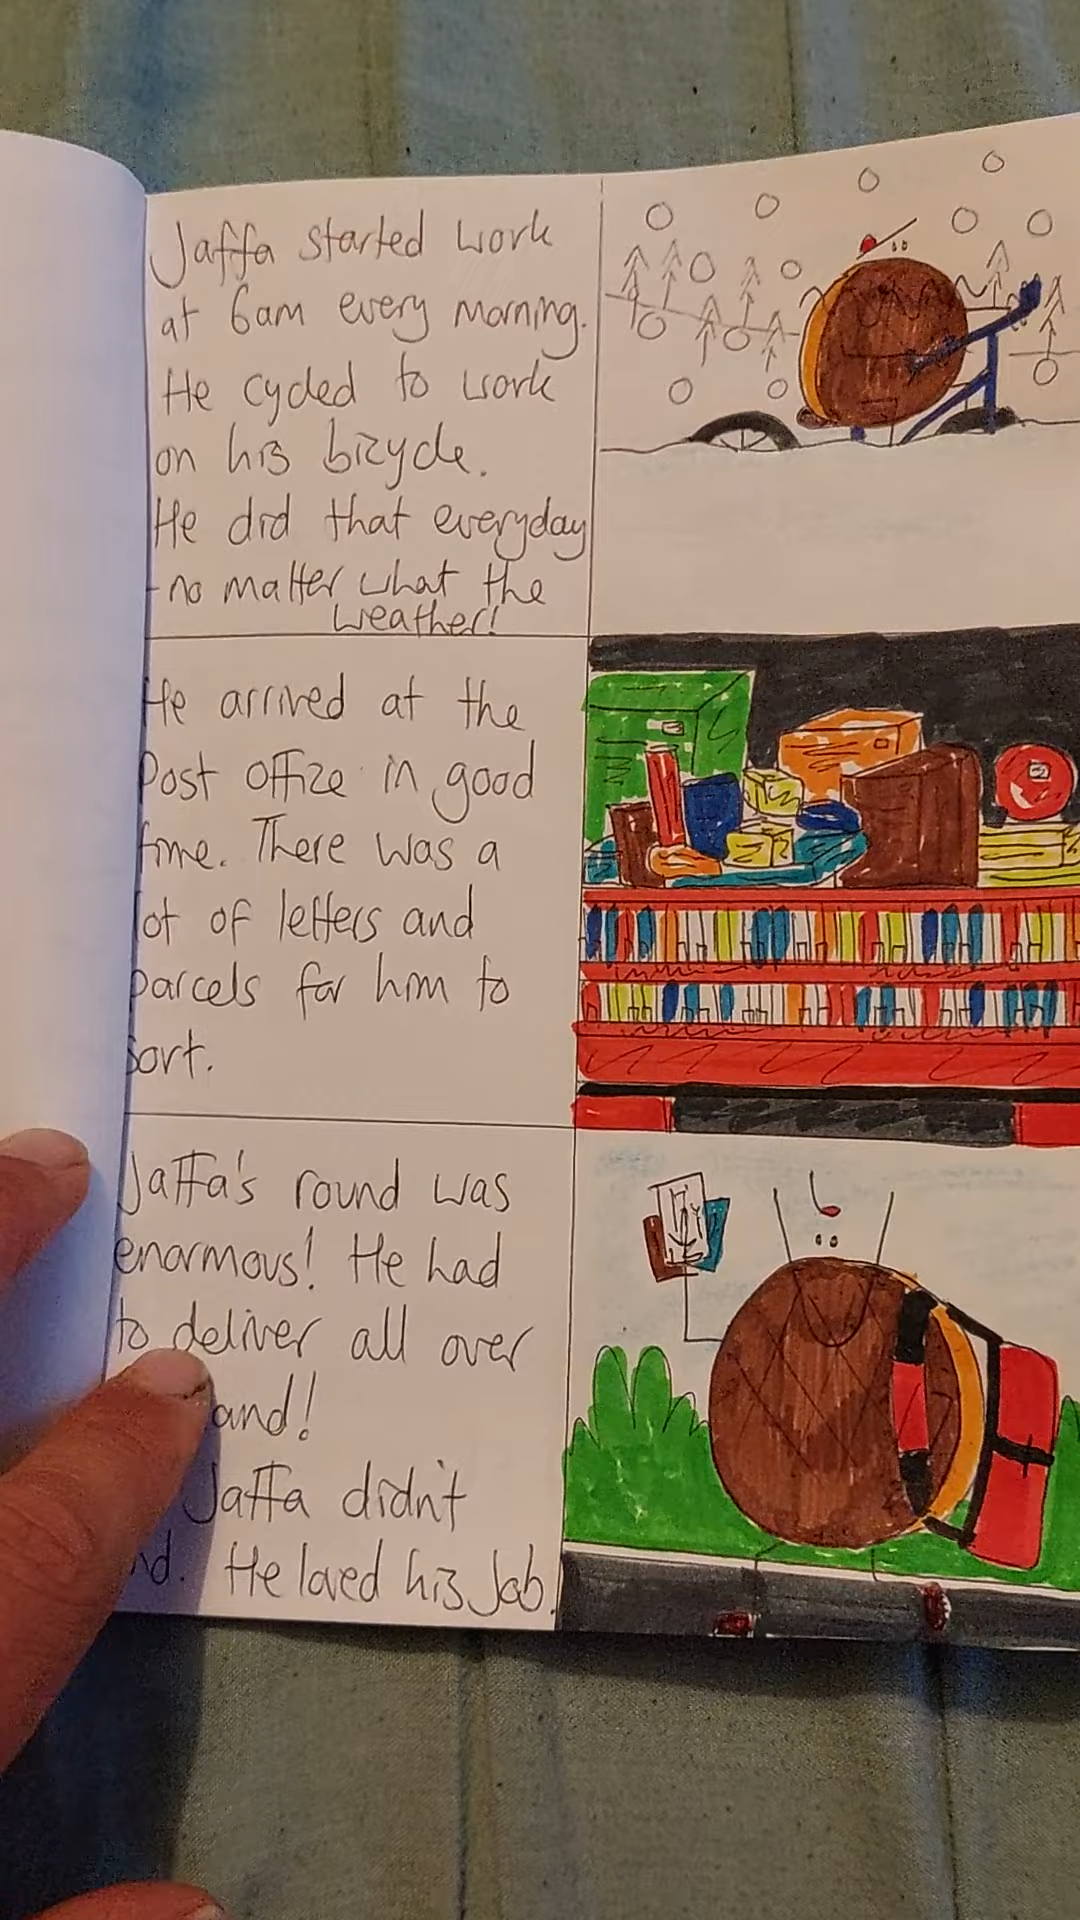 Jaffa started work
at 6am every morning.
He cycled to work
on his bicycle.
He did that everyday
-no matter what the
weather!
He arrived at the
Post office in good
time. There was a
lot of letters and
parcels for him to
sort.
Jaffa's round was
enormous! He had
to deliver all over
and!
Jaffa didn't
He loved his Job.